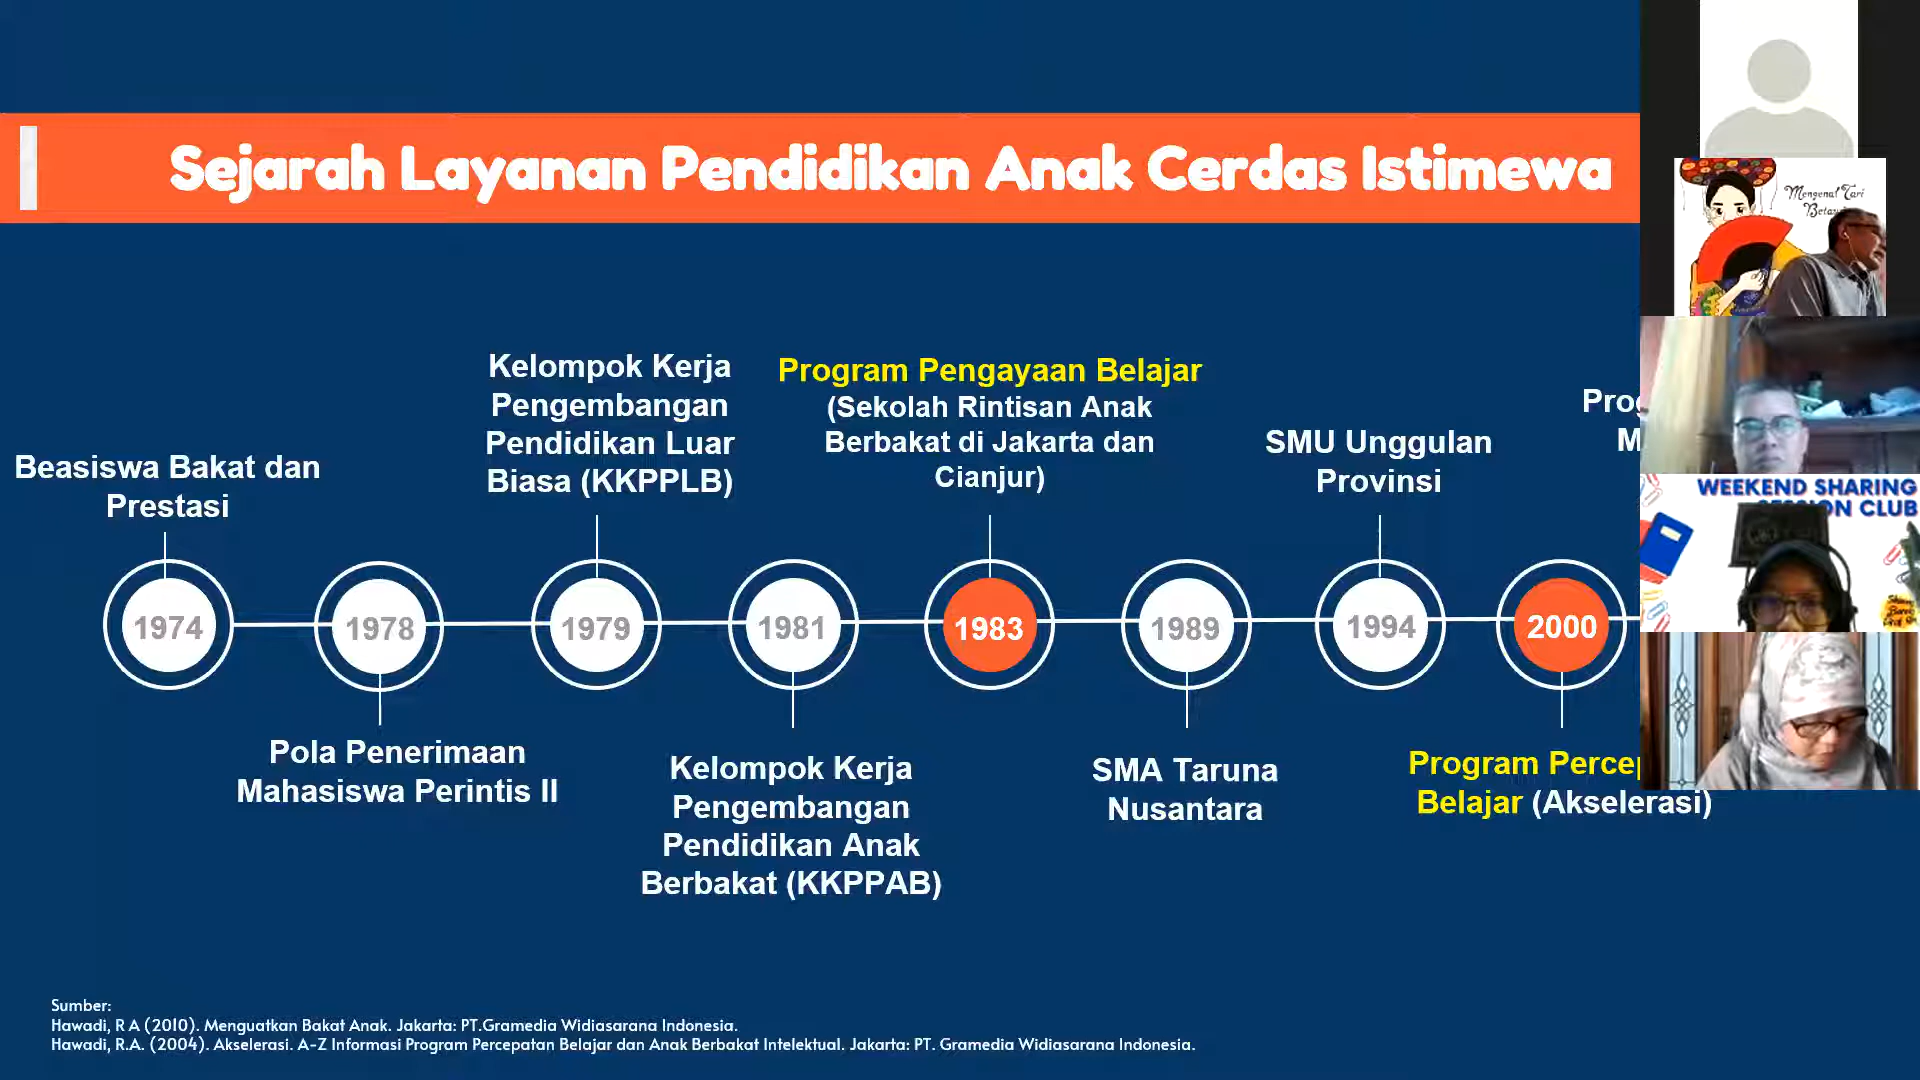 Sejarah Layanan Pendidikan Anak Cerdas Istimewa
Mengenal Tari
WEEKEND SHARING
CLUB
Beasiswa Bakat dan
Prestasi
1974
1978
Pola Penerimaan
Mahasiswa Perintis II
Kelompok Kerja
Pengembangan
Pendidikan Luar
Biasa (KKPPLB)
1979
1981
Kelompok Kerja
Pengembangan
Pendidikan Anak
Berbakat (KKPPAB)
Program Pengayaan Belajar
(Sekolah Rintisan Anak
Berbakat di Jakarta dan
Cianjur)
1983
1989
SMA Taruna
Nusantara
SMU Unggulan
Provinsi
1994
2000
Program
Belajar (Akselerasi)
Sumber:
Hawadi, R A (2010). Menguatkan Bakat Anak. Jakarta: PT.Gramedia Widiasarana Indonesia.
Hawadi, R.A. (2004). Akselerasi. A-Z Informasi Program Percepatan Belajar dan Anak Berbakat Intelektual. Jakarta: PT. Gramedia Widiasarana Indonesia.